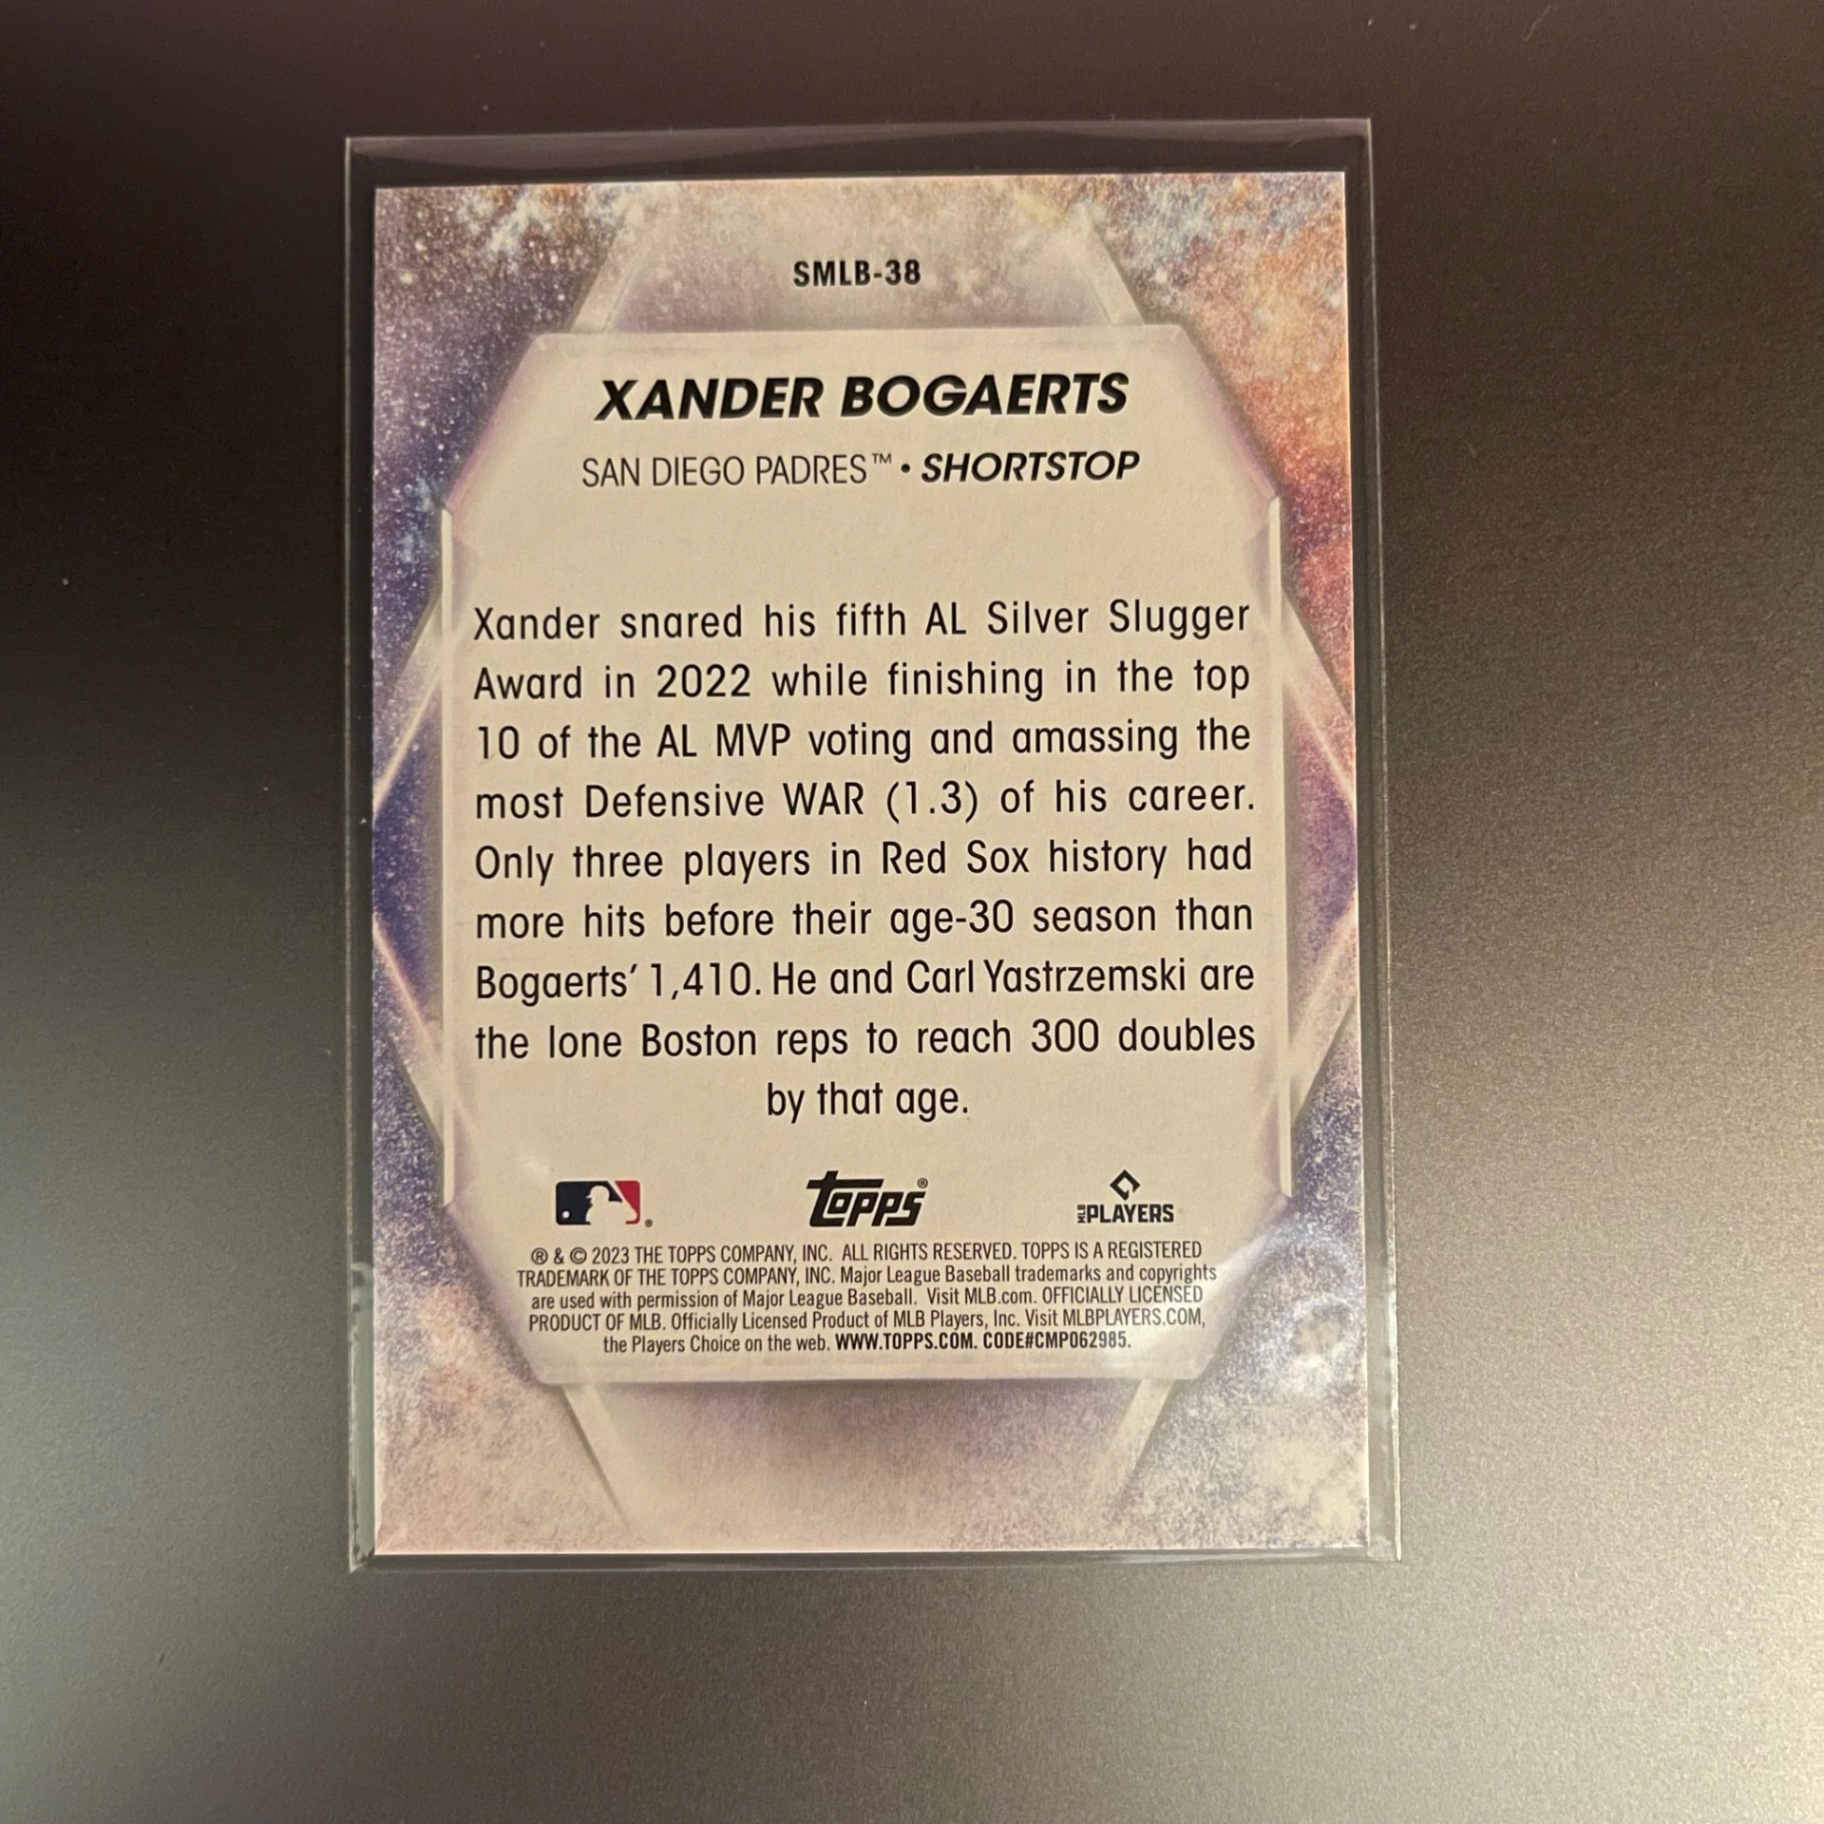 SMLB-38
XANDER BOGAERTS
SAN DIEGO PADRES™ • SHORTSTOP
Xander snared his fifth AL Silver Slugger
Award in 2022 while finishing in the top
10 of the AL MVP voting and amassing the
most Defensive WAR (1.3) of his career.
Only three players in Red Sox history had
more hits before their age-30 season than
Bogaerts' 1,410. He and Carl Yastrzemski are
the lone Boston reps to reach 300 doubles
by that age.
® topps® MLB PLAYERS
® & © 2023 THE TOPPS COMPANY, INC. ALL RIGHTS RESERVED. TOPPS IS A REGISTERED
TRADEMARK OF THE TOPPS COMPANY, INC. Major League Baseball trademarks and copyrights
are used with permission of Major League Baseball. Visit MLB.com. OFFICIALLY LICENSED
PRODUCT OF MLB. Officially Licensed Product of MLB Players, Inc. Visit MLBPLAYERS.COM,
the Players Choice on the web. WWW.TOPPS.COM. CODE#CMP062985.